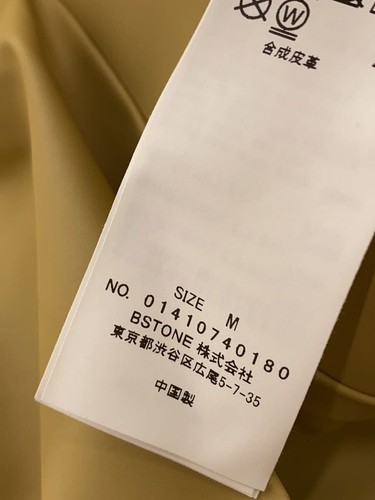 W
合成皮革
SIZE M
NO. 01410740180
BSTONE 株式会社
東京都渋谷区広尾5-7-35
中国製